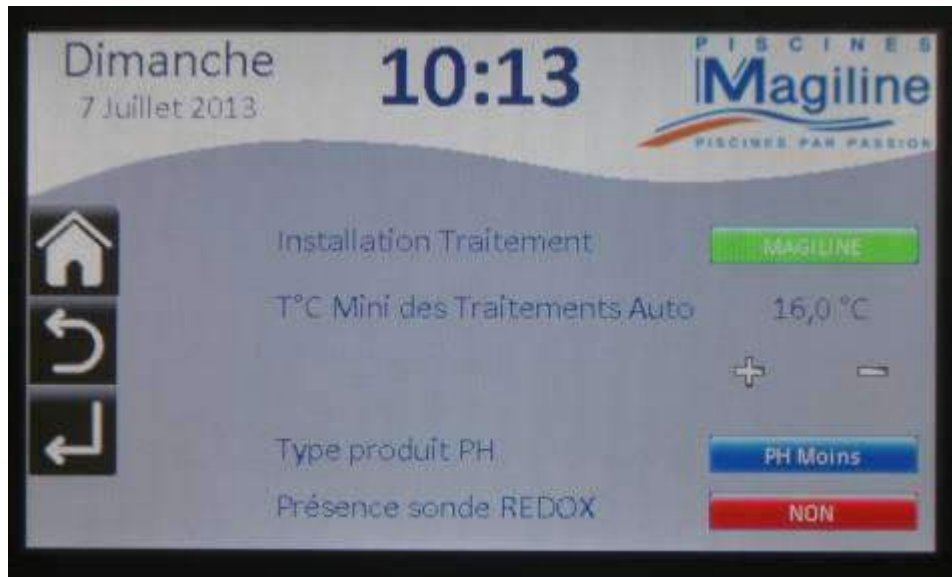 Dimanche
7 Juillet 2013
10:13
PISCINES
Magiline
PISCINES PAR PASSION
Installation Traitement
MAGILINE
T°C Mini des Traitements Auto
16,0 °C
+ -
Type produit PH
PH Moins
Présence sonde REDOX
NON